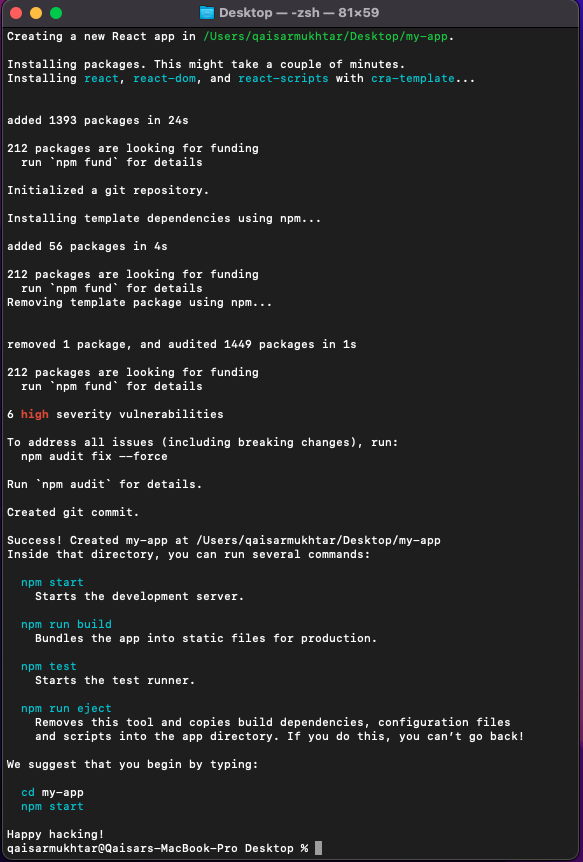 Desktop — -zsh — 81×59
Creating a new React app in /Users/qaisarmukhtar/Desktop/my-app.
Installing packages. This might take a couple of minutes.
Installing react, react-dom, and react-scripts with cra-template...
added 1393 packages in 24s
212 packages are looking for funding
  run `npm fund` for details
Initialized a git repository.
Installing template dependencies using npm...
added 56 packages in 4s
212 packages are looking for funding
  run `npm fund` for details
Removing template package using npm...
removed 1 package, and audited 1449 packages in 1s
212 packages are looking for funding
  run `npm fund` for details
6 high severity vulnerabilities
To address all issues (including breaking changes), run:
  npm audit fix --force
Run `npm audit` for details.
Created git commit.
Success! Created my-app at /Users/qaisarmukhtar/Desktop/my-app
Inside that directory, you can run several commands:
  npm start
    Starts the development server.
  npm run build
    Bundles the app into static files for production.
  npm test
    Starts the test runner.
  npm run eject
    Removes this tool and copies build dependencies, configuration files
    and scripts into the app directory. If you do this, you can’t go back!
We suggest that you begin by typing:
  cd my-app
  npm start
Happy hacking!
qaisarmukhtar@Qaisars-MacBook-Pro Desktop %